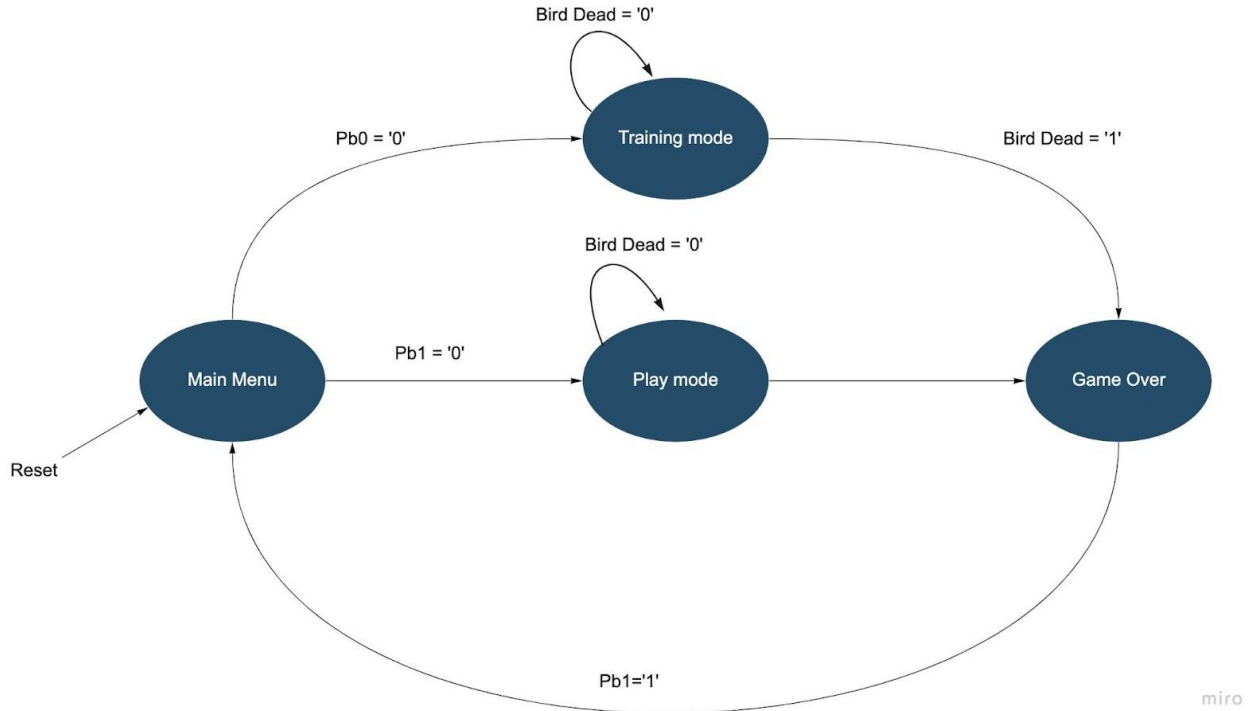 Bird Dead = '0'
Pb0 = '0'
Training mode
Bird Dead = '1'
Bird Dead = '0'
Pb1 = '0'
Main Menu
Play mode
Game Over
Reset
Pb1='1'
miro